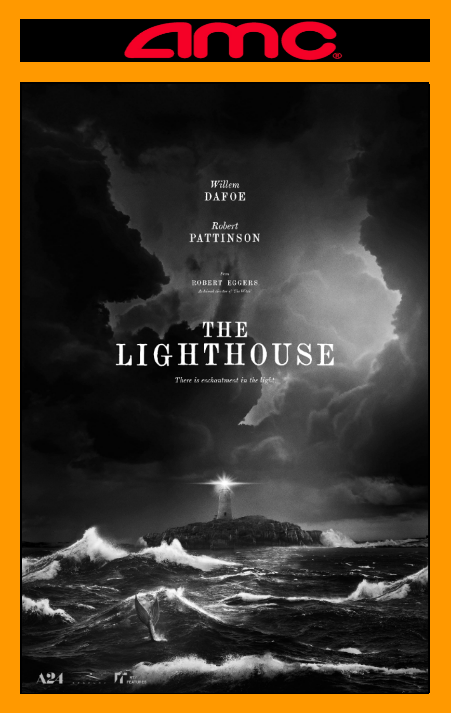 amc®
Willem
DAFOE
Robert
PATTINSON
From
ROBERT EGGERS
THE
LIGHTHOUSE
There is enchantment in the light.
A24